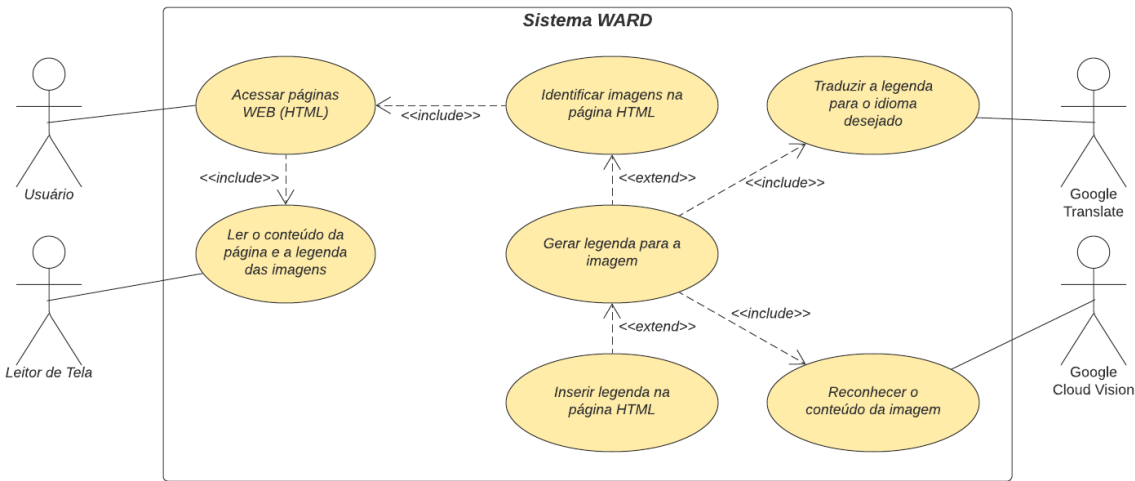 Sistema WARD
Acessar páginas
WEB (HTML)
<<include>>
Identificar imagens na
página HTML
Traduzir a legenda
para o idioma
desejado
Usuário
<<include>>
<<extend>>
<<include>>
Google
Translate
Ler o conteúdo da
página e a legenda
das imagens
Gerar legenda para a
imagem
<<include>>
<<extend>>
Leitor de Tela
Inserir legenda na
página HTML
Reconhecer o
conteúdo da imagem
Google
Cloud Vision